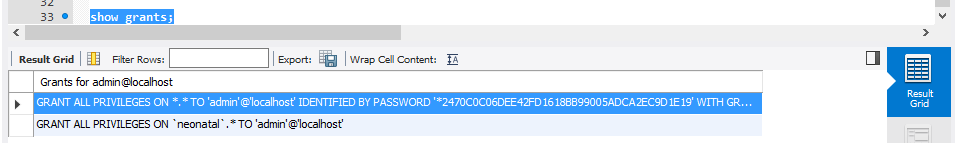 32
33 show grants;
Result Grid Filter Rows: Export: Wrap Cell Content: IA
Grants for admin@localhost
GRANT ALL PRIVILEGES ON *.* TO 'admin'@'localhost' IDENTIFIED BY PASSWORD '*2470C0C06DEE42FD1618BB99005ADCA2EC9D1E19' WITH GR...
GRANT ALL PRIVILEGES ON `neonatal`.* TO 'admin'@'localhost'
Result
Grid